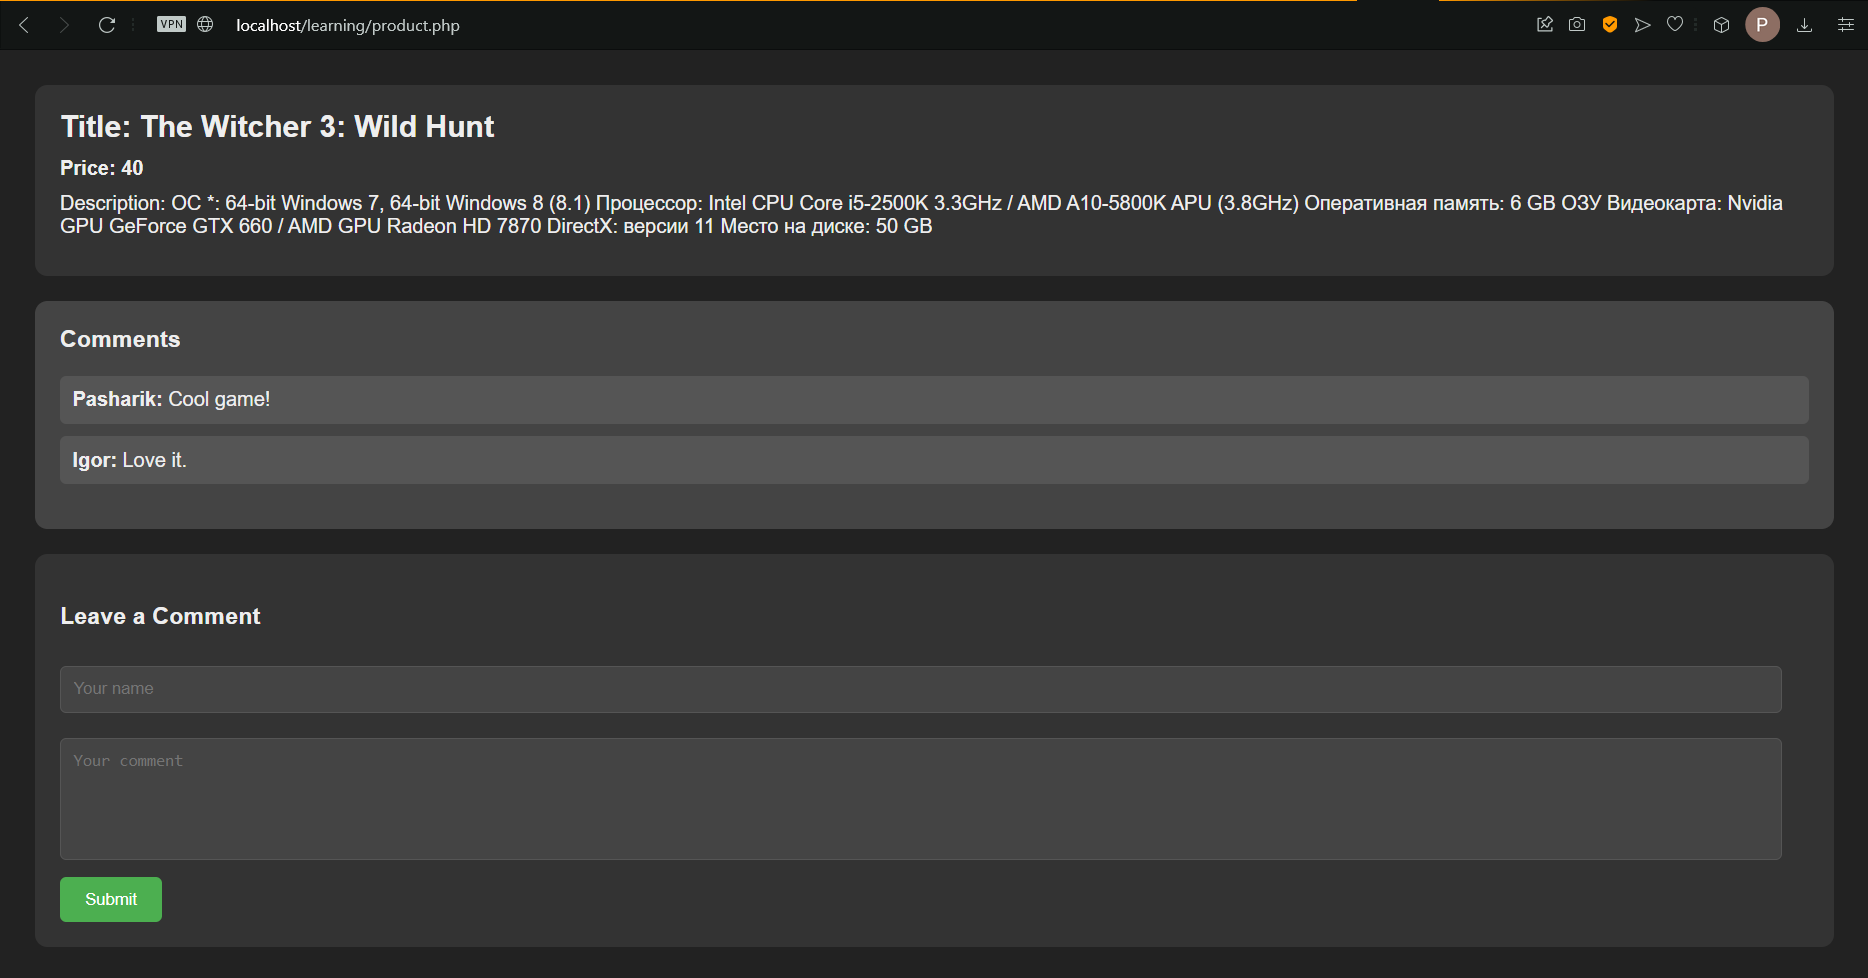 VPN localhost/learning/product.php P
Title: The Witcher 3: Wild Hunt
Price: 40
Description: ОС *: 64-bit Windows 7, 64-bit Windows 8 (8.1) Процессор: Intel CPU Core i5-2500K 3.3GHz / AMD A10-5800K APU (3.8GHz) Оперативная память: 6 GB ОЗУ Видеокарта: Nvidia
GPU GeForce GTX 660 / AMD GPU Radeon HD 7870 DirectX: версии 11 Место на диске: 50 GB
Comments
Pasharik: Cool game!
Igor: Love it.
Leave a Comment
Your name
Your comment
Submit